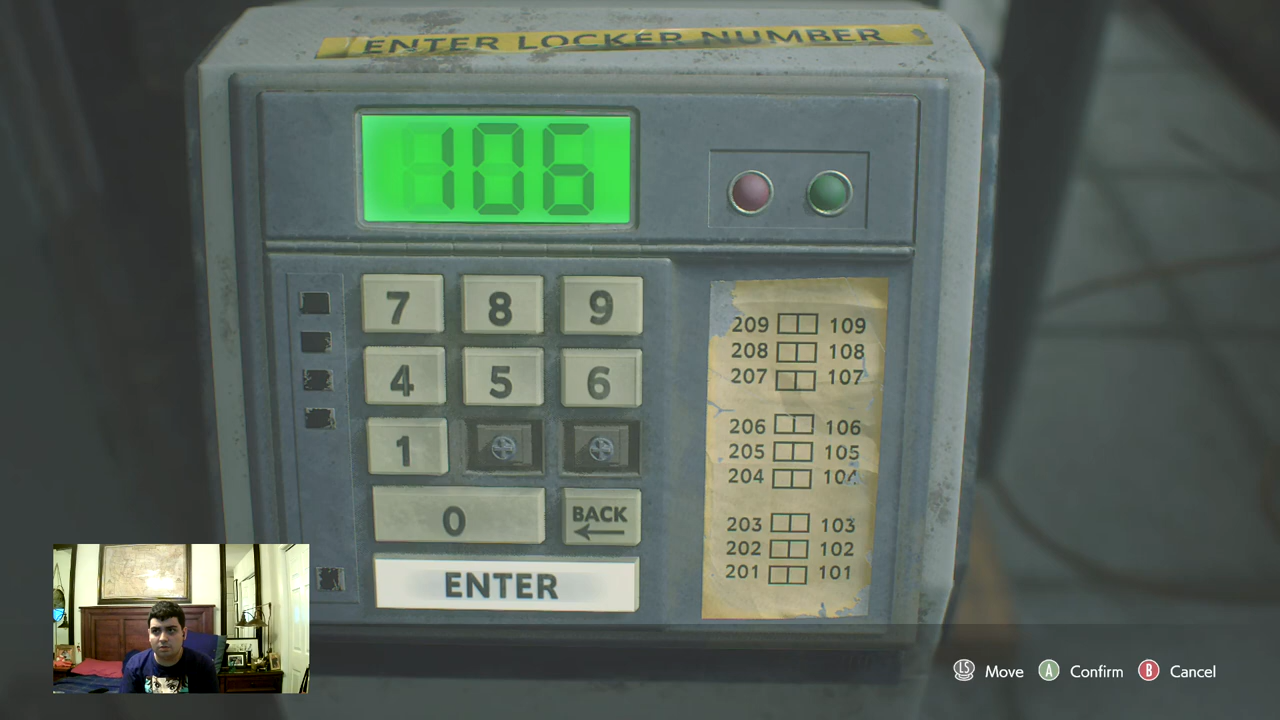 ENTER LOCKER NUMBER
106
7 8 9
4 5 6
1
0 BACK
ENTER
209 109
208 108
207 107
206 106
205 105
204 104
203 103
202 102
201 101
LS Move A Confirm B Cancel